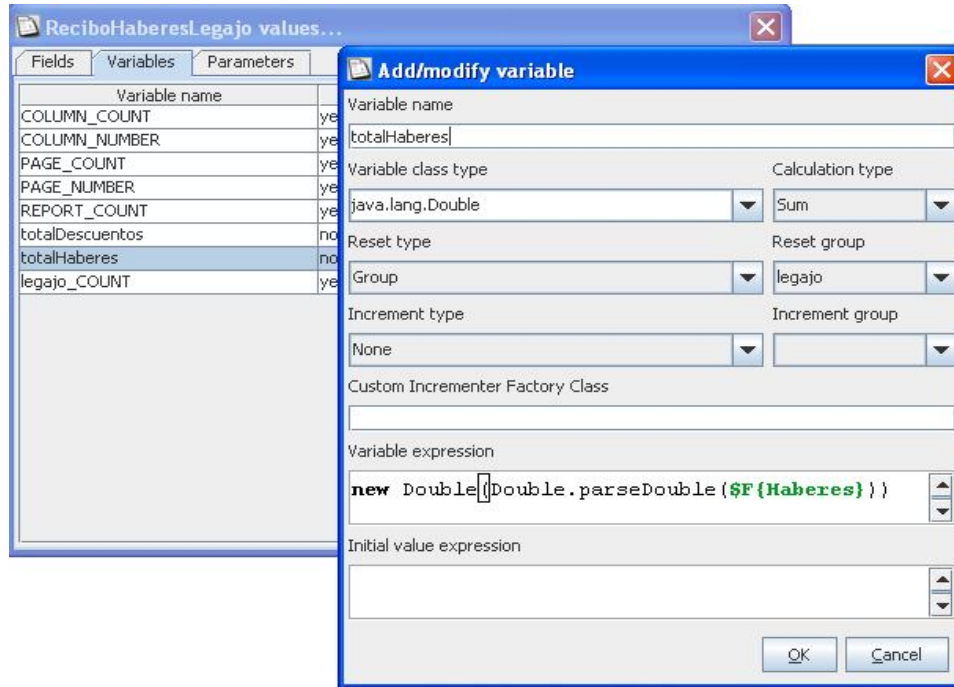 ReciboHaberesLegajo values...
Fields Variables Parameters
Variable name
COLUMN_COUNT ye
COLUMN_NUMBER ye
PAGE_COUNT ye
PAGE_NUMBER ye
REPORT_COUNT ye
totalDescuentos no
totalHaberes no
legajo_COUNT ye
Add/modify variable
Variable name
totalHaberes
Variable class type Calculation type
java.lang.Double Sum
Reset type Reset group
Group legajo
Increment type Increment group
None
Custom Incrementer Factory Class
Variable expression
new Double(Double.parseDouble($F{Haberes}))
Initial value expression
OK Cancel